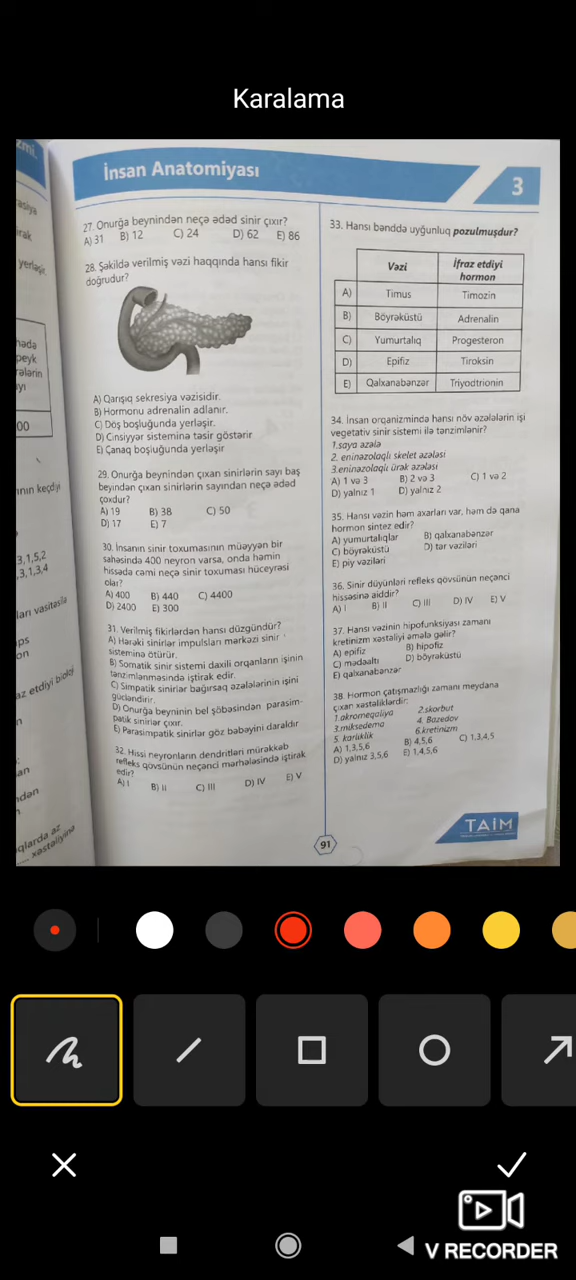 Karalama
zmi.
İnsan Anatomiyası
3
27. Onurğa beynindən neçə ədəd sinir çıxır?
A) 31 B) 12 C) 24 D) 62 E) 86
28. Şəkildə verilmiş vəzi haqqında hansı fikir
doğrudur?
A) Qarışıq sekresiya vəzisidir.
B) Hormonu adrenalin adlanır.
C) Döş boşluğunda yerləşir.
D) Cinsiyyət sisteminə təsir göstərir
E) Çanaq boşluğunda yerləşir
29. Onurğa beynindən çıxan sinirlərin sayı baş
beyindən çıxan sinirlərin sayından neçə ədəd
çoxdur?
A) 19 B) 38 C) 50
D) 17 E) 7
30. İnsanın sinir toxumasının müəyyən bir
sahəsində 400 neyron varsa, onda həmin
hissədə cəmi neçə sinir toxuması hüceyrəsi
olar?
A) 400 B) 440 C) 4400
D) 2400 E) 300
31. Verilmiş fikirlərdən hansı düzgündür?
A) Hərəki sinirlər impulsları mərkəzi sinir
sisteminə ötürür.
B) Somatik sinir sistemi daxili orqanların işinin
tənzimlənməsində iştirak edir.
C) Simpatik sinirlər bağırsaq əzələlərinin işini
gücləndirir.
D) Onurğa beyninin bel şöbəsindən parasim-
patik sinirlər çıxır.
E) Parasimpatik sinirlər göz bəbəyini daraldır
32. Hissi neyronların dendritləri mürəkkəb
refleks qövsünün neçənci mərhələsində iştirak
edir?
A) I B) II C) III D) IV E) V
33. Hansı bənddə uyğunluq pozulmuşdur?
Vəzi İfraz etdiyi
hormon
A) Timus Timozin
B) Böyrəküstü Adrenalin
C) Yumurtalıq Progesteron
D) Epifiz Tiroksin
E) Qalxanabənzər Triyodtrionin
34. İnsan orqanizmində hansı növ əzələlərin işi
vegetativ sinir sistemi ilə tənzimlənir?
1.saya əzələ
2. eninəzolaqlı skelet əzələsi
3.eninəzolaqlı ürək əzələsi
A) 1 və 3 B) 2 və 3 C) 1 və 2
D) yalnız 1 D) yalnız 2
35. Hansı vəzin həm axarları var, həm də qana
hormon sintez edir?
A) yumurtalıqlar B) qalxanabənzər
C) böyrəküstü D) tər vəziləri
E) piy vəziləri
36. Sinir düyünləri refleks qövsünün neçənci
hissəsinə aiddir?
A) I B) II C) III D) IV E) V
37. Hansı vəzinin hipofunksiyası zamanı
kretinizm xəstəliyi əmələ gəlir?
A) epifiz B) hipofiz
C) mədəaltı D) böyrəküstü
E) qalxanabənzər
38. Hormon çatışmazlığı zamanı meydana
çıxan xəstəliklərdir:
1.akromeqaliya 2.skorbut
3.miksedema 4. Bazedov
5. karlıklik 6.kretinizm
A) 1,3,5,6 B) 4,5,6 C) 1,3,4,5
D) yalnız 3,5,6 E) 1,4,5,6
TAİM
91
V RECORDER